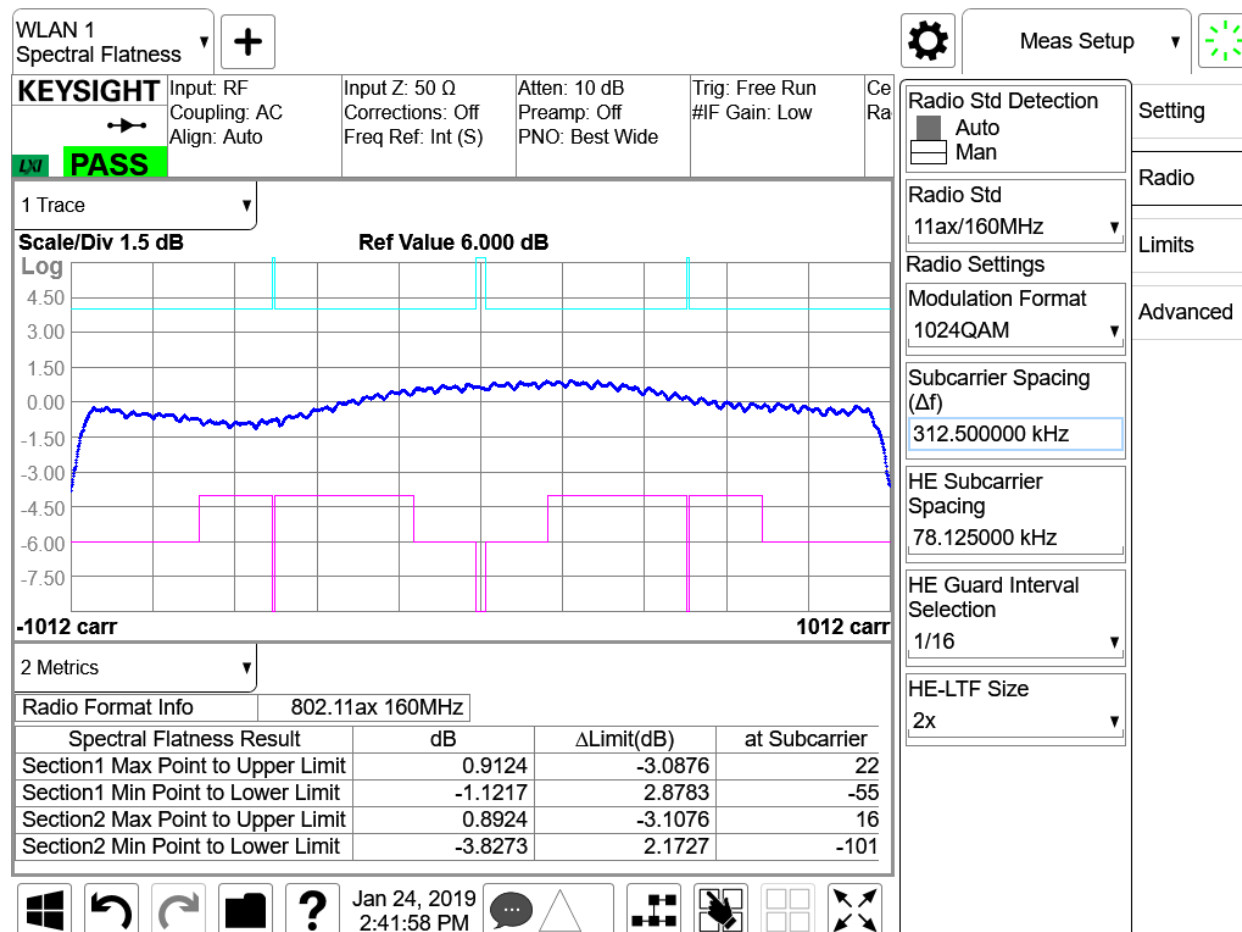 WLAN 1
Spectral Flatness
Meas Setup
KEYSIGHT
LXI
PASS
Input: RF
Coupling: AC
Align: Auto
Input Z: 50 Ω
Corrections: Off
Freq Ref: Int (S)
Atten: 10 dB
Preamp: Off
PNO: Best Wide
Trig: Free Run
#IF Gain: Low
Ce
Ra
1 Trace
Scale/Div 1.5 dB Ref Value 6.000 dB
Log
4.50
3.00
1.50
0.00
-1.50
-3.00
-4.50
-6.00
-7.50
-1012 carr 1012 carr
2 Metrics
Radio Format Info 802.11ax 160MHz
Spectral Flatness Result dB ΔLimit(dB) at Subcarrier
Section1 Max Point to Upper Limit 0.9124 -3.0876 22
Section1 Min Point to Lower Limit -1.1217 2.8783 -55
Section2 Max Point to Upper Limit 0.8924 -3.1076 16
Section2 Min Point to Lower Limit -3.8273 2.1727 -101
?
Jan 24, 2019
2:41:58 PM
Radio Std Detection
Auto
Man
Radio Std
11ax/160MHz
Radio Settings
Modulation Format
1024QAM
Subcarrier Spacing
(Δf)
312.500000 kHz
HE Subcarrier
Spacing
78.125000 kHz
HE Guard Interval
Selection
1/16
HE-LTF Size
2x
Setting
Radio
Limits
Advanced